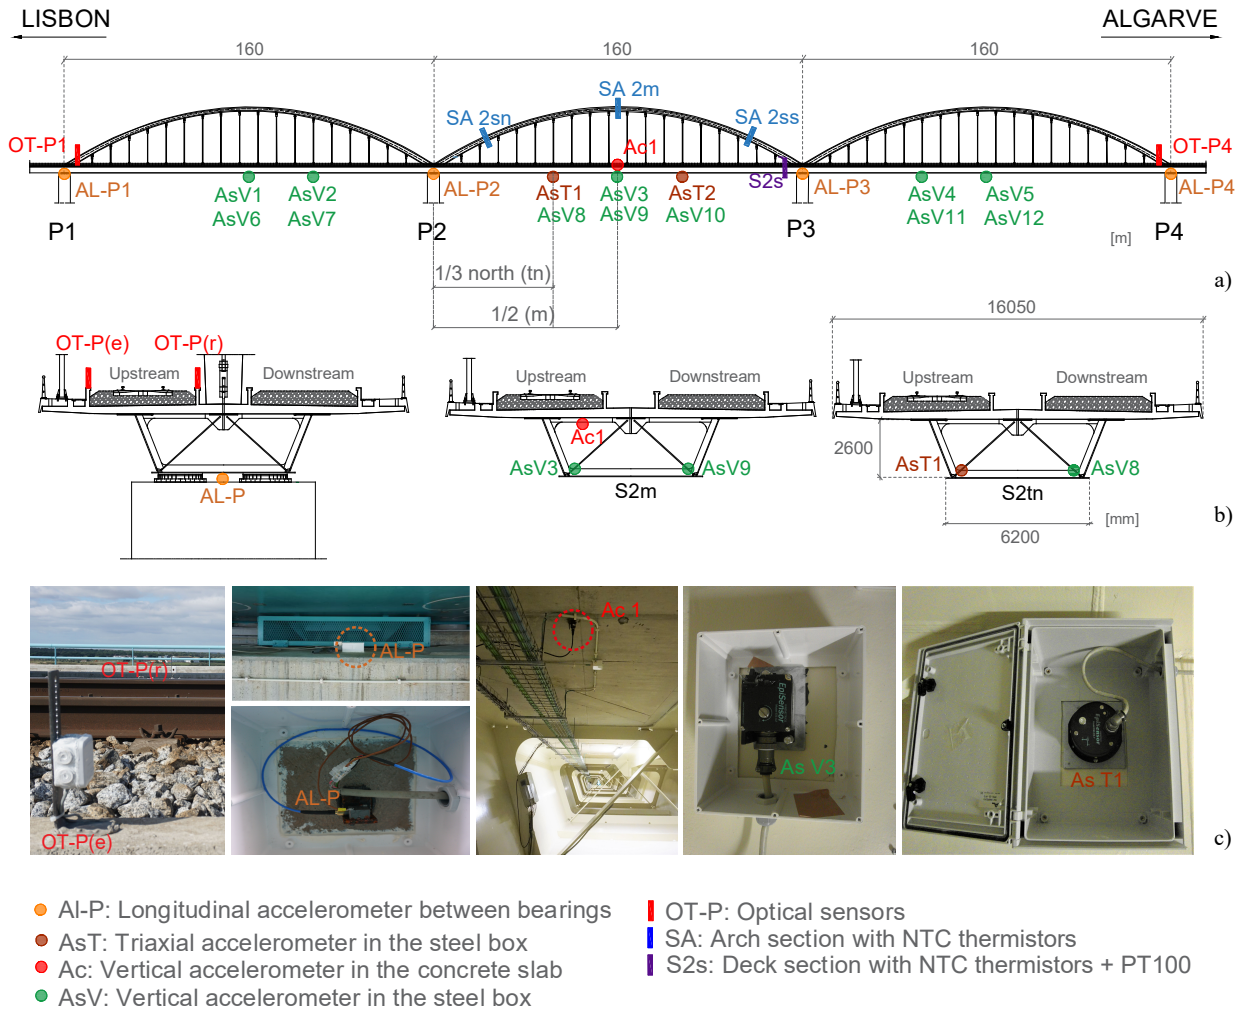 LISBON
ALGARVE
160
160
160
SA 2m
SA 2sn
SA 2ss
OT-P1
Ac1
OT-P4
S2s
AL-P1
AsV1
AsV2
AL-P2
AsT1
AsV3
AsT2
AL-P3
AsV4
AsV5
AL-P4
AsV6
AsV7
AsV8
AsV9
AsV10
AsV11
AsV12
P1
P2
P3
P4
[m]
1/3 north (tn)
a)
1/2 (m)
16050
OT-P(e)
OT-P(r)
Upstream
Downstream
AL-P
Upstream
Downstream
Ac1
AsV3
AsV9
S2m
Upstream
Downstream
2600
AsT1
AsV8
S2tn
6200
[mm]
b)
OT-P(r)
OT-P(e)
AL-P
AL-P
Ac 1
EpiSensor
As V3
EpiSensor
As T1
c)
Al-P: Longitudinal accelerometer between bearings
AsT: Triaxial accelerometer in the steel box
Ac: Vertical accelerometer in the concrete slab
AsV: Vertical accelerometer in the steel box
OT-P: Optical sensors
SA: Arch section with NTC thermistors
S2s: Deck section with NTC thermistors + PT100